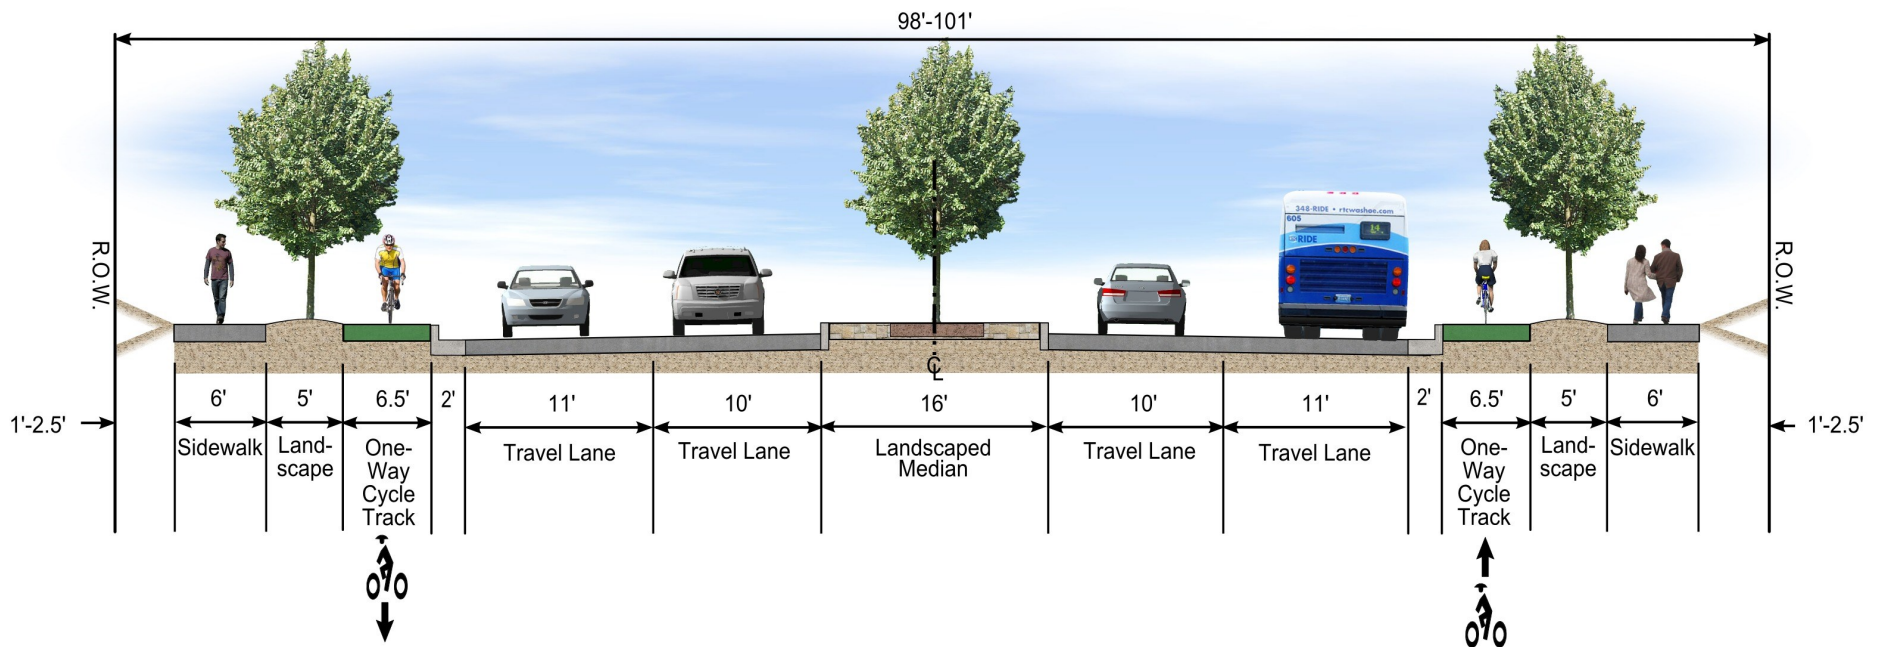 98'-101'
R.O.W.
R.O.W.
348-RIDE • rtcwashoe.com
605
RIDE
℄
1'-2.5'
6'
5'
6.5'
2'
11'
10'
16'
10'
11'
2'
6.5'
5'
6'
1'-2.5'
Sidewalk
Land-
scape
One-
Way
Cycle
Track
Travel Lane
Travel Lane
Landscaped
Median
Travel Lane
Travel Lane
One-
Way
Cycle
Track
Land-
scape
Sidewalk